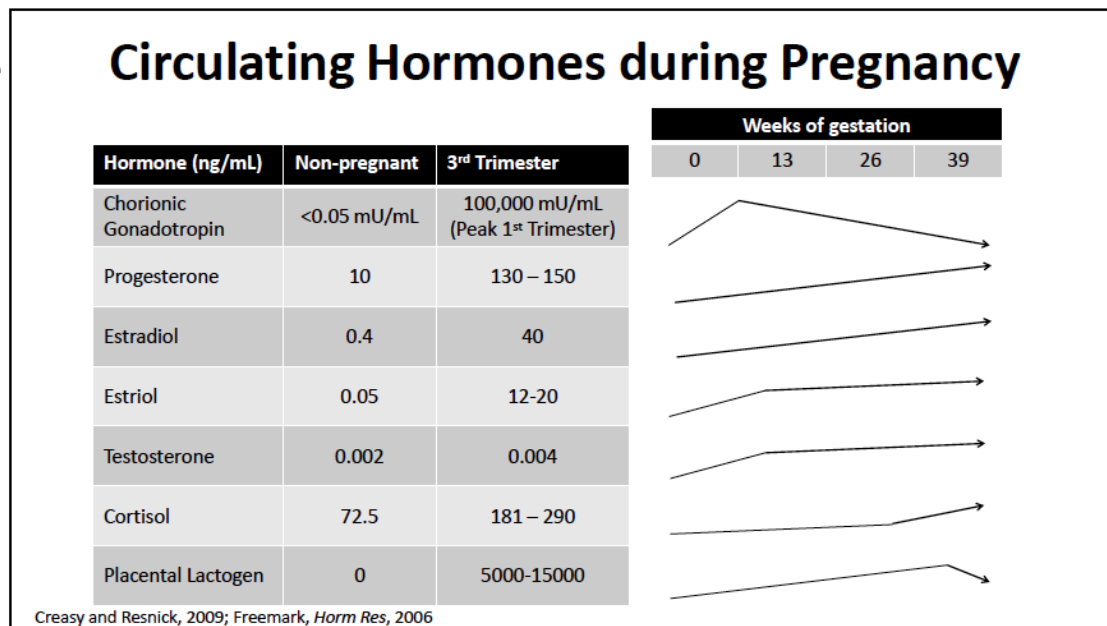 Circulating Hormones during Pregnancy
Weeks of gestation
0 13 26 39
Hormone (ng/mL) Non-pregnant 3rd Trimester
Chorionic
Gonadotropin
<0.05 mU/mL
100,000 mU/mL
(Peak 1st Trimester)
Progesterone 10 130 – 150
Estradiol 0.4 40
Estriol 0.05 12-20
Testosterone 0.002 0.004
Cortisol 72.5 181 – 290
Placental Lactogen 0 5000-15000
Creasy and Resnick, 2009; Freemark, Horm Res, 2006